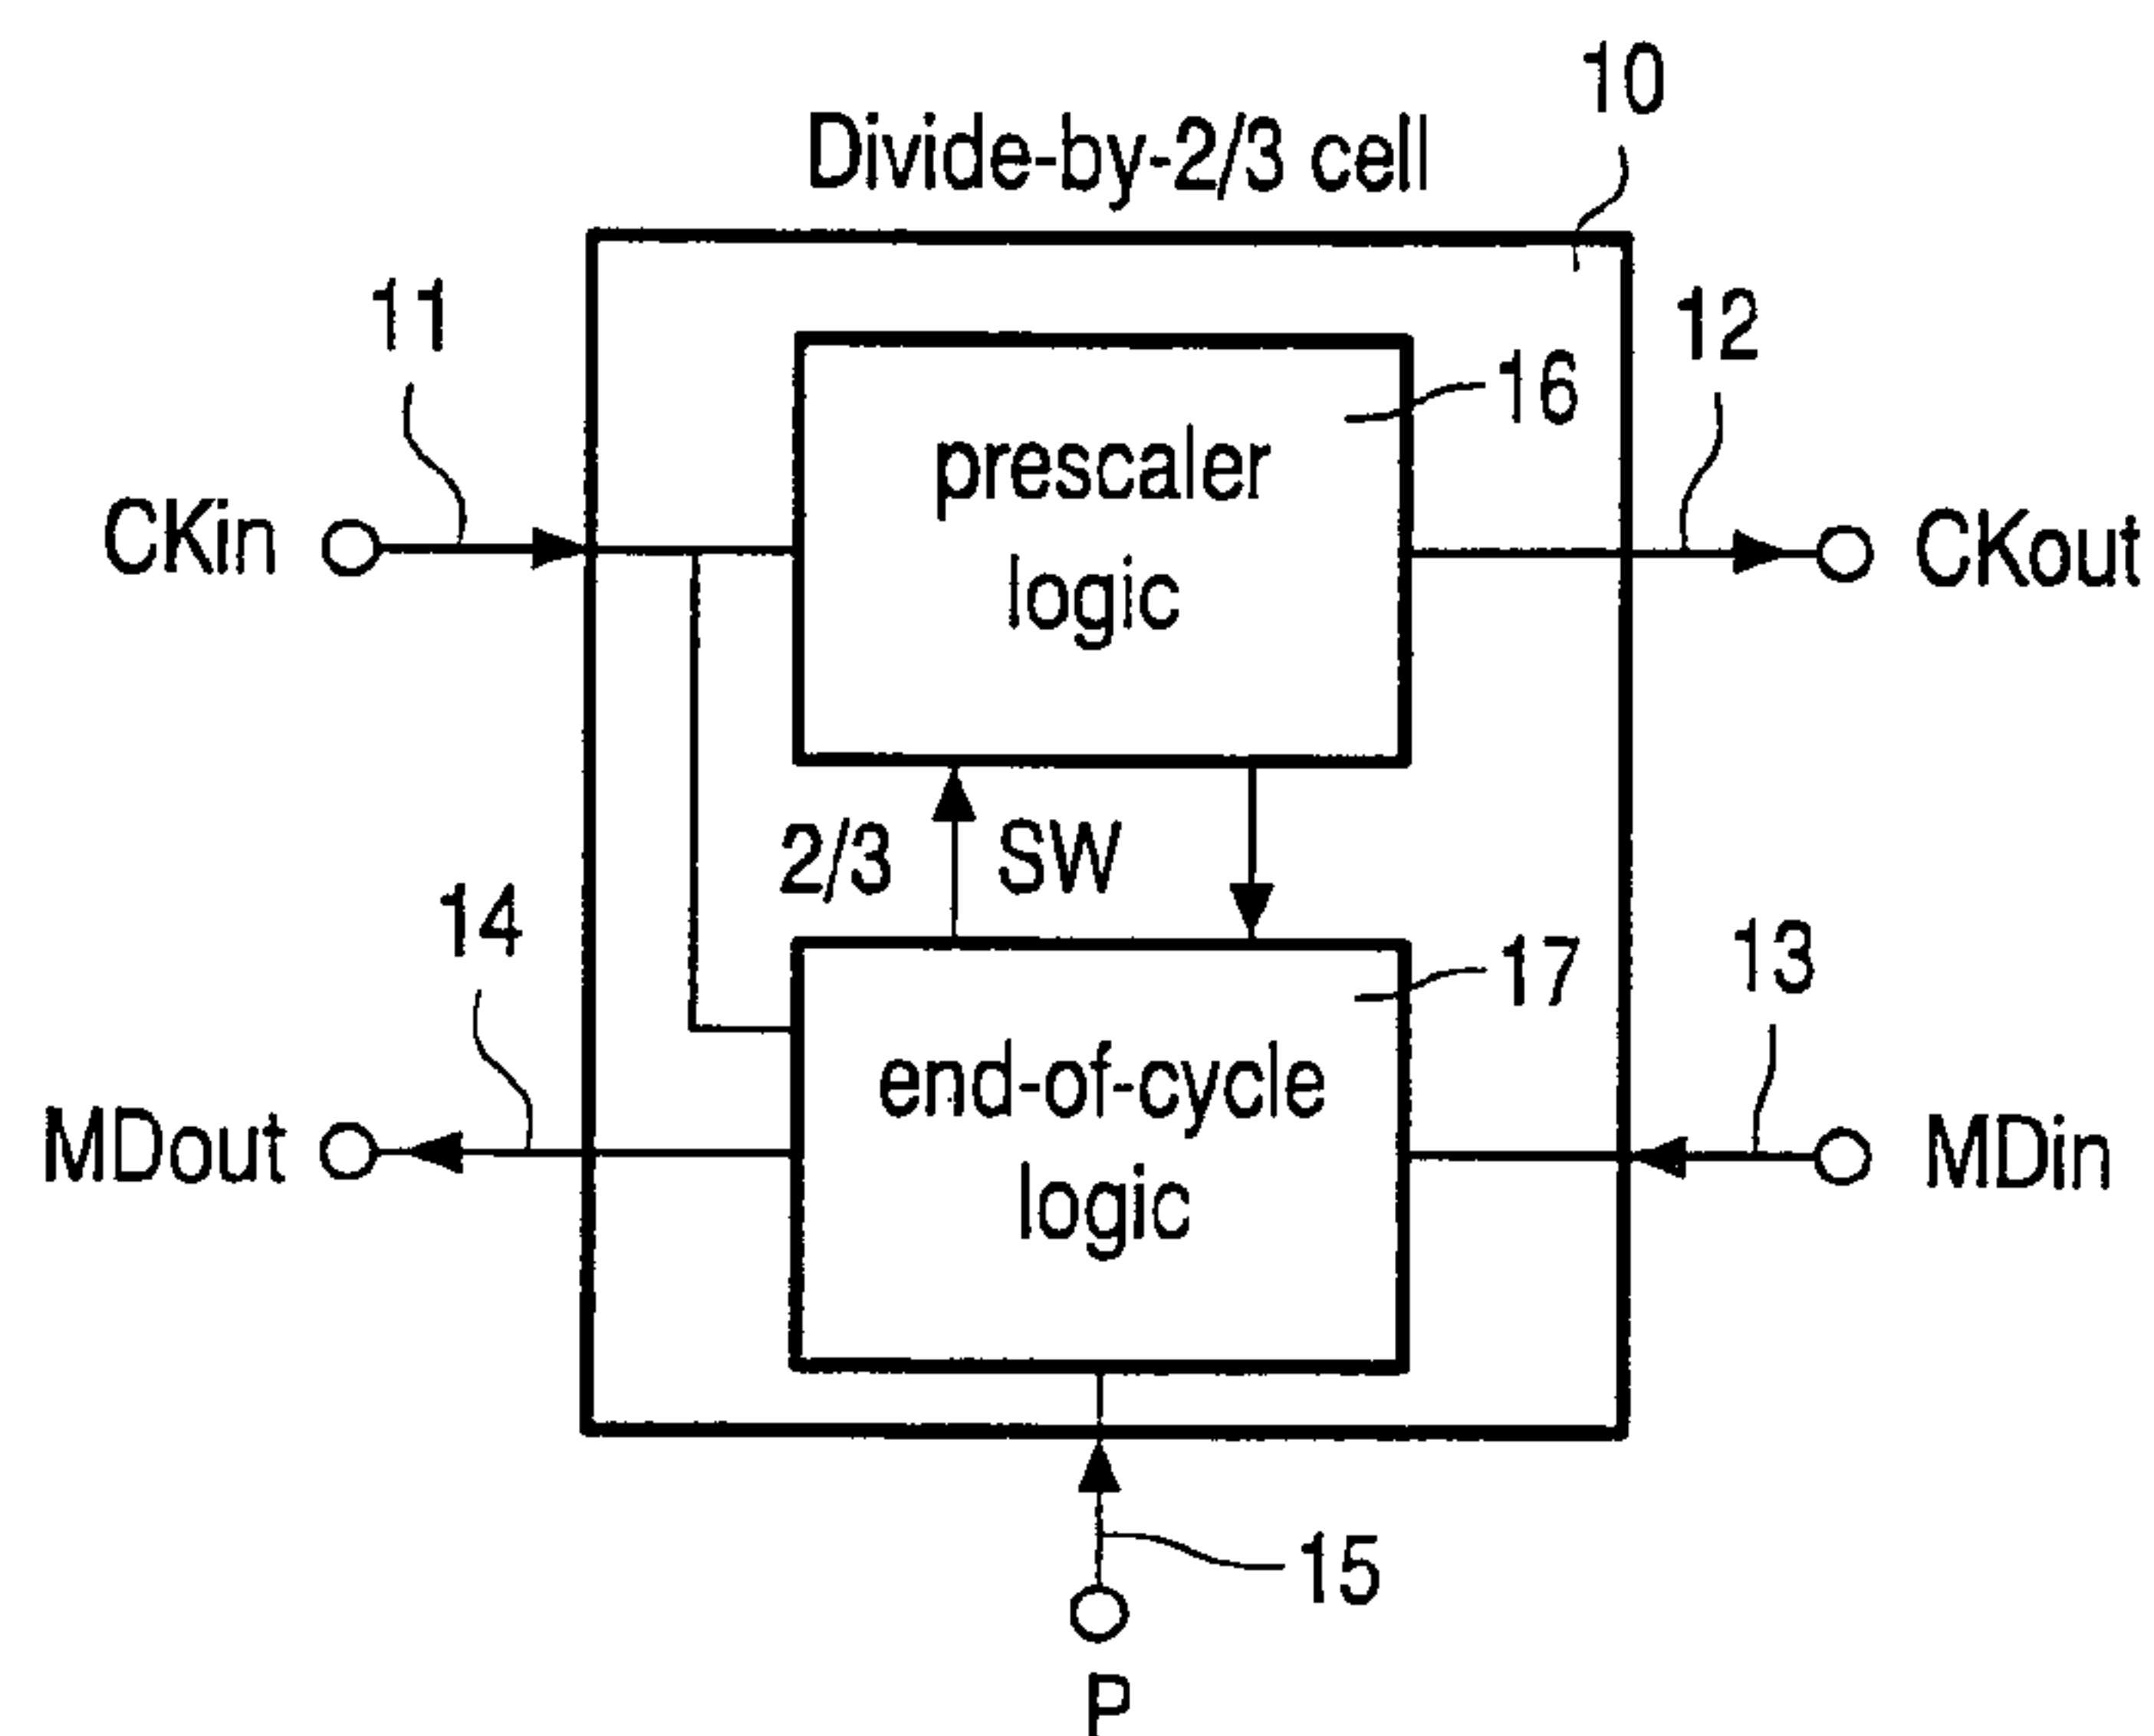 10
Divide-by-2/3 cell
11
12
16
prescaler
logic
CKin
CKout
2/3
SW
14
13
17
end-of-cycle
logic
MDout
MDin
15
P